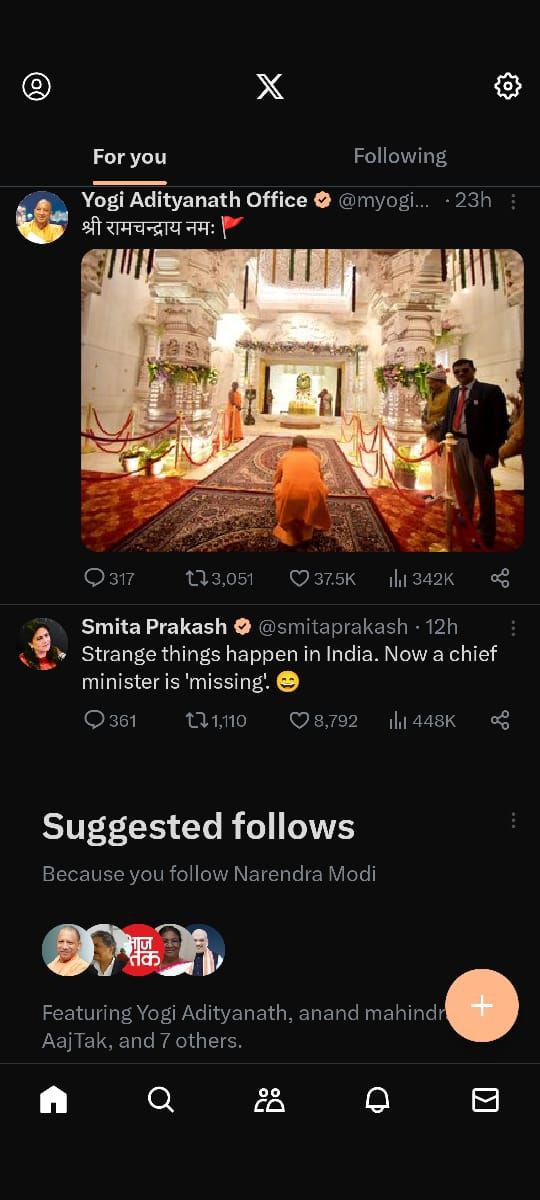 X
For you
Following
Yogi Adityanath Office @myogi... · 23h
श्री रामचन्द्राय नमः 🚩
317 3,051 37.5K 342K
Smita Prakash @smitaprakash · 12h
Strange things happen in India. Now a chief
minister is 'missing'. 😄
361 1,110 8,792 448K
Suggested follows
Because you follow Narendra Modi
आज
तक
Featuring Yogi Adityanath, anand mahindr
AajTak, and 7 others.